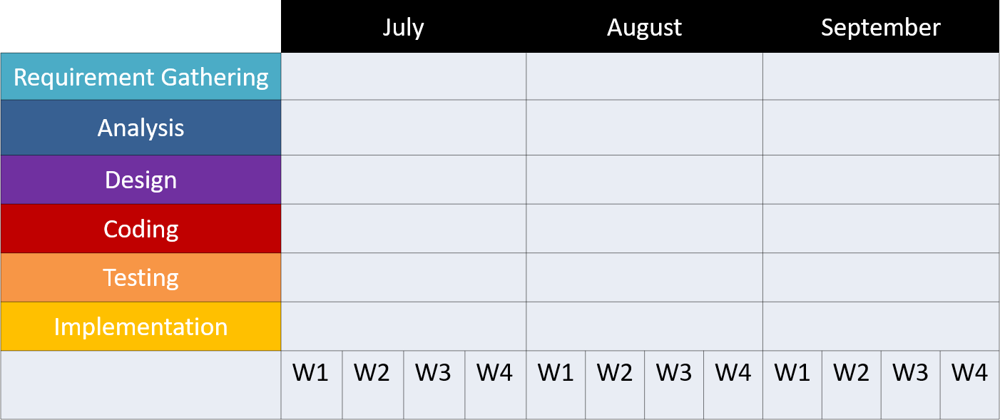 July August September
Requirement Gathering
Analysis
Design
Coding
Testing
Implementation
W1 W2 W3 W4 W1 W2 W3 W4 W1 W2 W3 W4